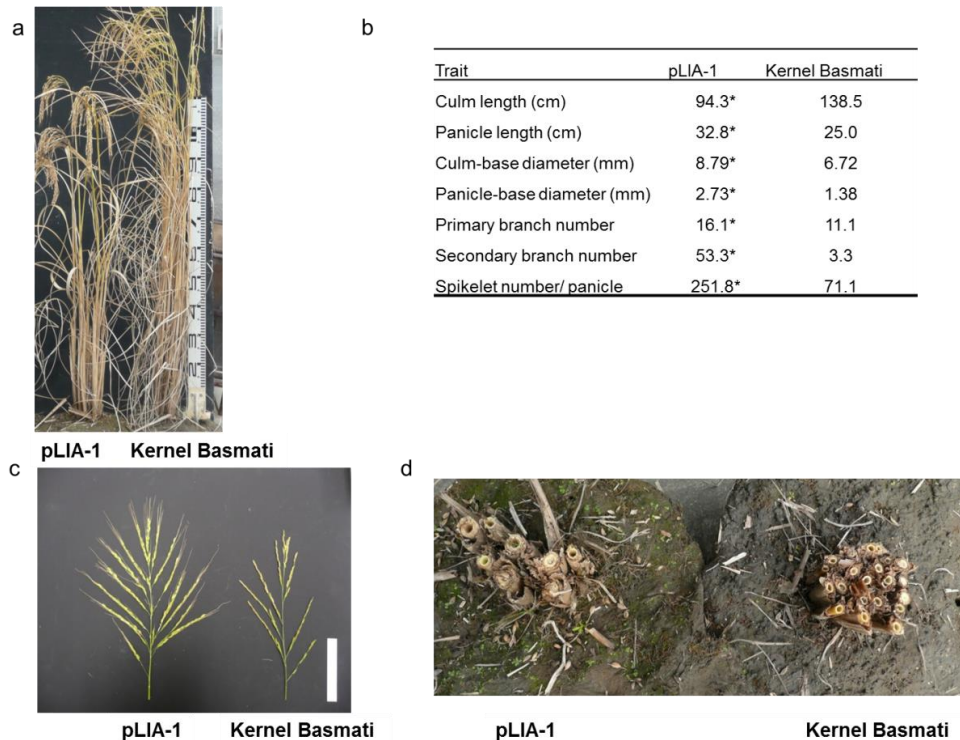 a
b
Trait pLIA-1 Kernel Basmati
Culm length (cm) 94.3* 138.5
Panicle length (cm) 32.8* 25.0
Culm-base diameter (mm) 8.79* 6.72
Panicle-base diameter (mm) 2.73* 1.38
Primary branch number 16.1* 11.1
Secondary branch number 53.3* 3.3
Spikelet number/ panicle 251.8* 71.1
pLIA-1 Kernel Basmati
c
d
pLIA-1 Kernel Basmati
pLIA-1 Kernel Basmati